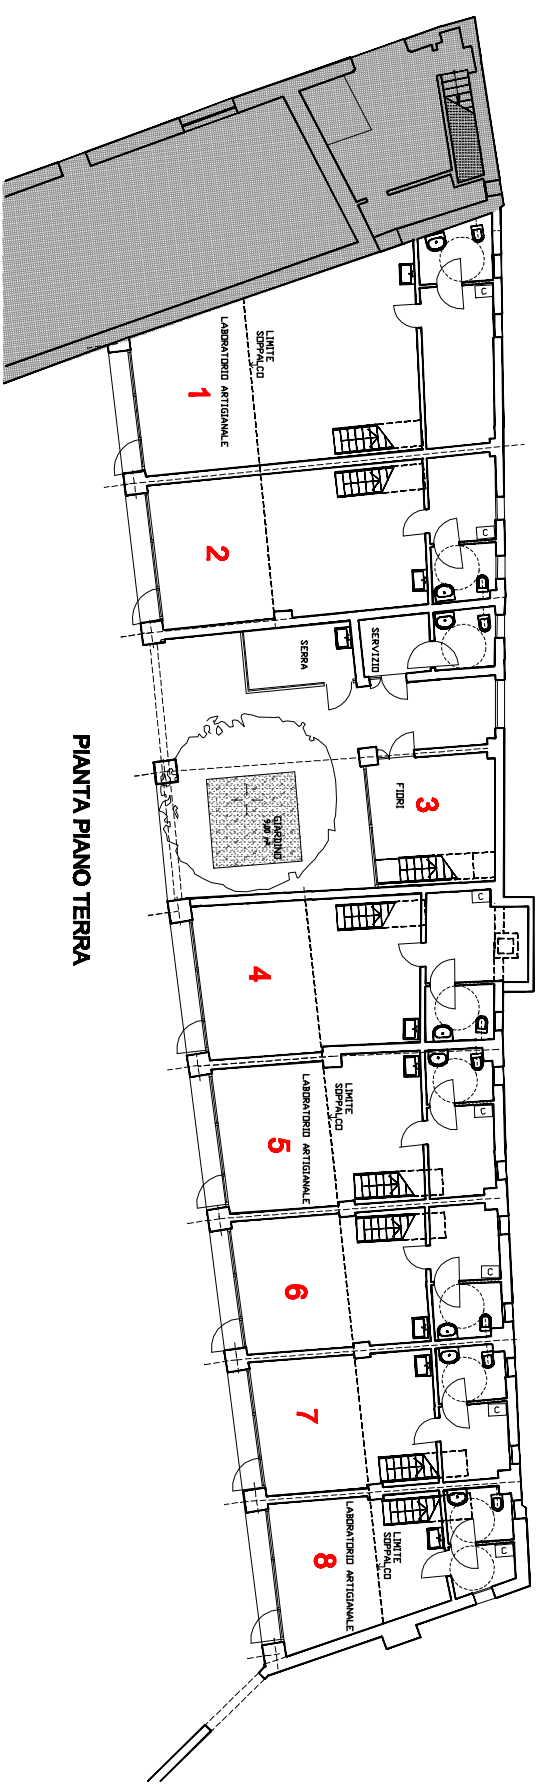 C
LIMITE
SOPPALCO
LABORATORIO ARTIGIANALE
1
C
2
SERVIZIO
SERRA
PIANTA PIANO TERRA
3
FIORI
GIARDINO
C
4
LIMITE
SOPPALCO
LABORATORIO ARTIGIANALE
C
5
C
6
C
7
C
LIMITE
SOPPALCO
LABORATORIO ARTIGIANALE
8